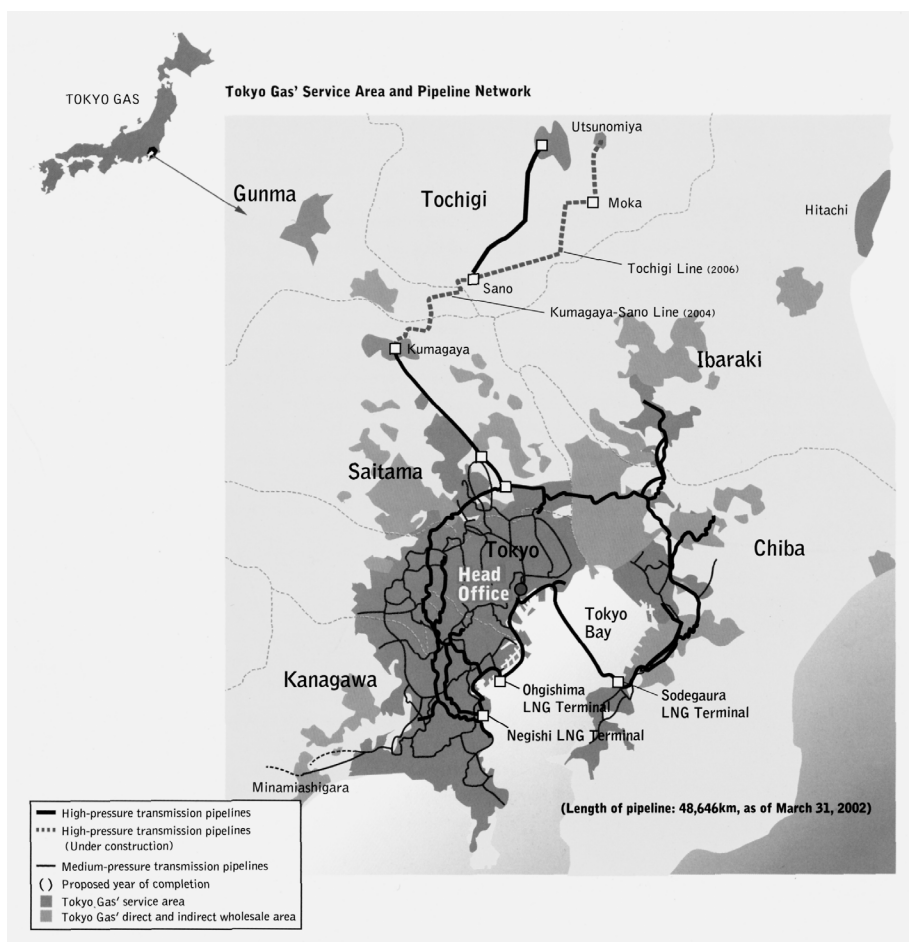 Tokyo Gas' Service Area and Pipeline Network
TOKYO GAS
Utsunomiya
Gunma
Tochigi
Moka
Hitachi
Tochigi Line (2006)
Sano
Kumagaya-Sano Line (2004)
Kumagaya
Ibaraki
Saitama
Tokyo
Chiba
Head
Office
Tokyo
Bay
Kanagawa
Ohgishima
LNG Terminal
Sodegaura
LNG Terminal
Negishi LNG Terminal
Minamiashigara
(Length of pipeline: 48,646km, as of March 31, 2002)
High-pressure transmission pipelines
High-pressure transmission pipelines
(Under construction)
Medium-pressure transmission pipelines
( ) Proposed year of completion
Tokyo Gas' service area
Tokyo Gas' direct and indirect wholesale area